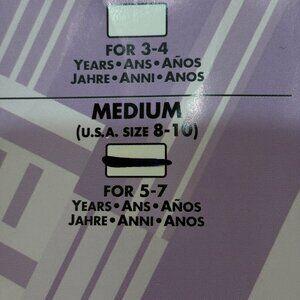 FOR 3-4
YEARS•ANS•AÑOS
JAHRE•ANNI•ANOS
MEDIUM
(U.S.A. SIZE 8-10)
FOR 5-7
YEARS•ANS•AÑOS
JAHRE•ANNI•ANOS